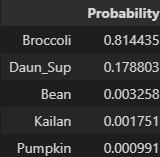 Probability
Broccoli 0.814435
Daun_Sup 0.178803
Bean 0.003258
Kailan 0.001751
Pumpkin 0.000991